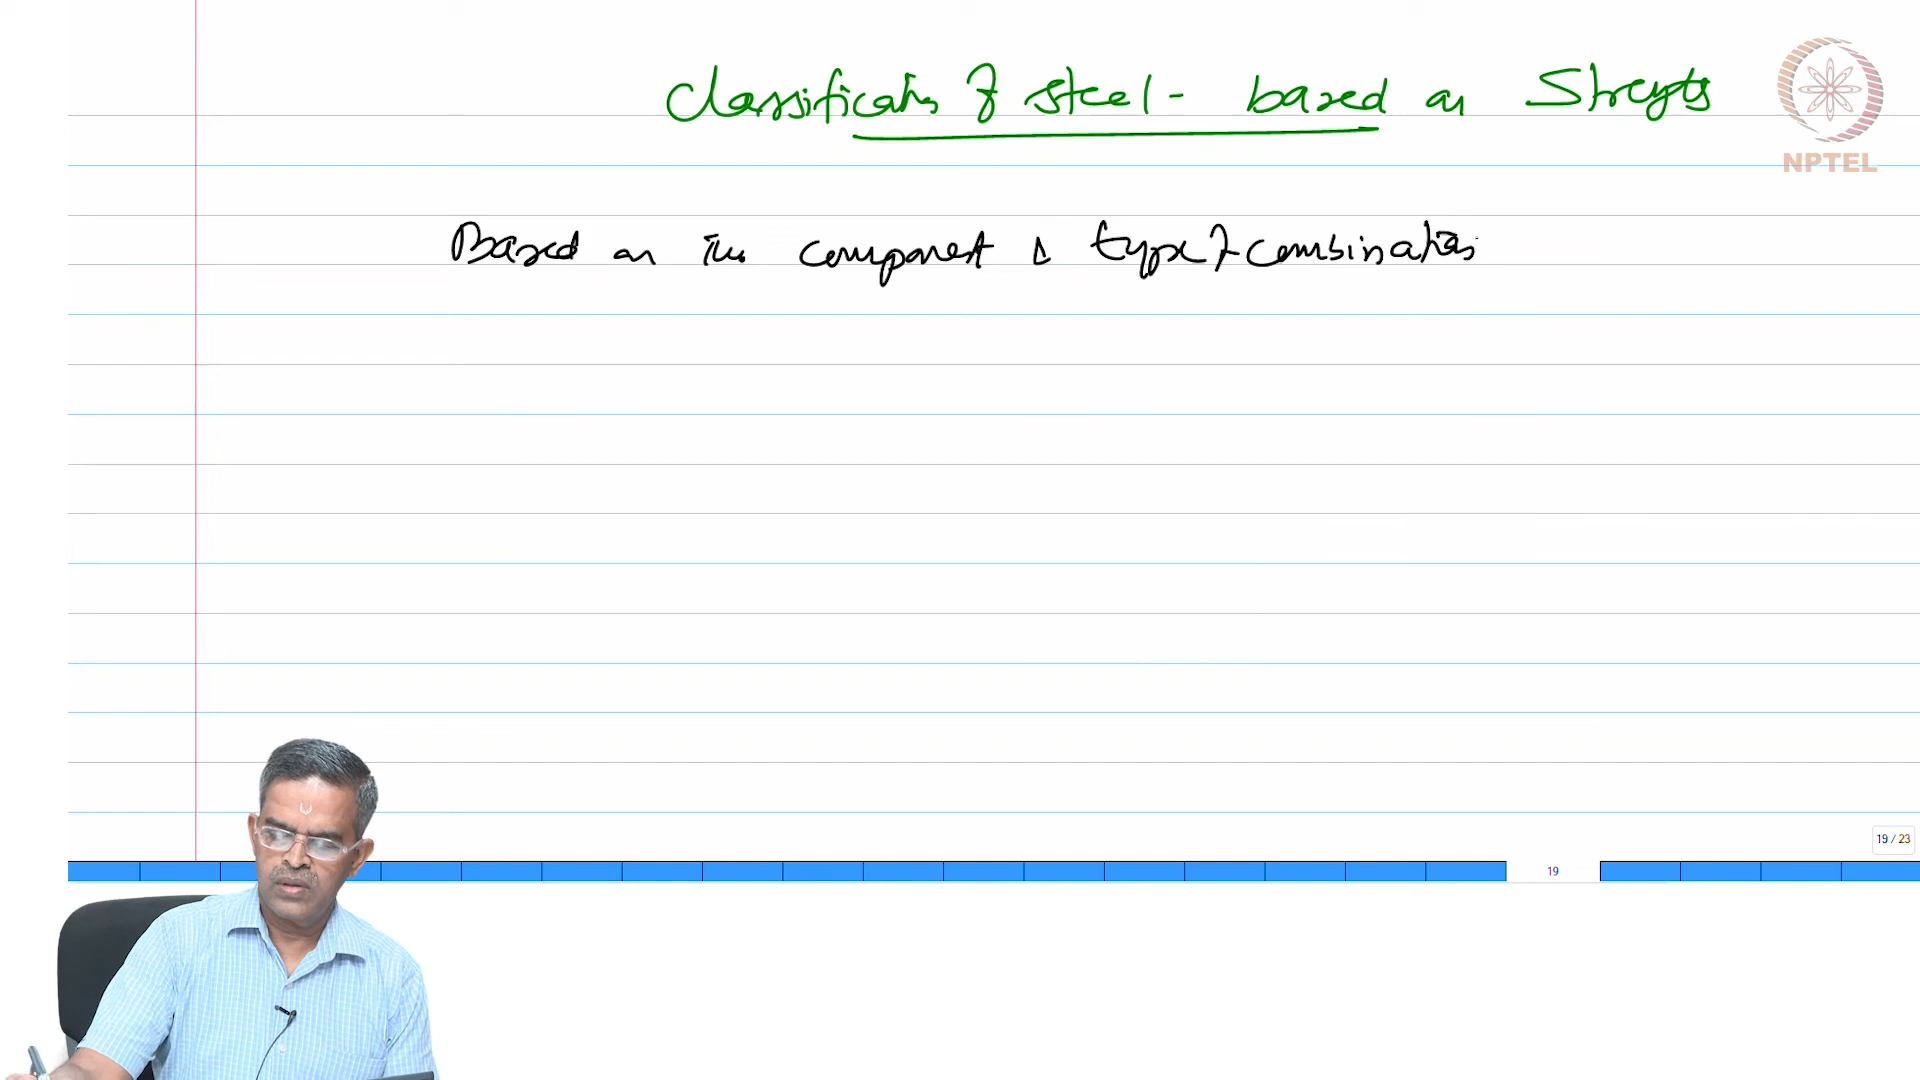 Classification of steel - based on Strength
NPTEL
Based on the component & type of combination
19 / 23
19